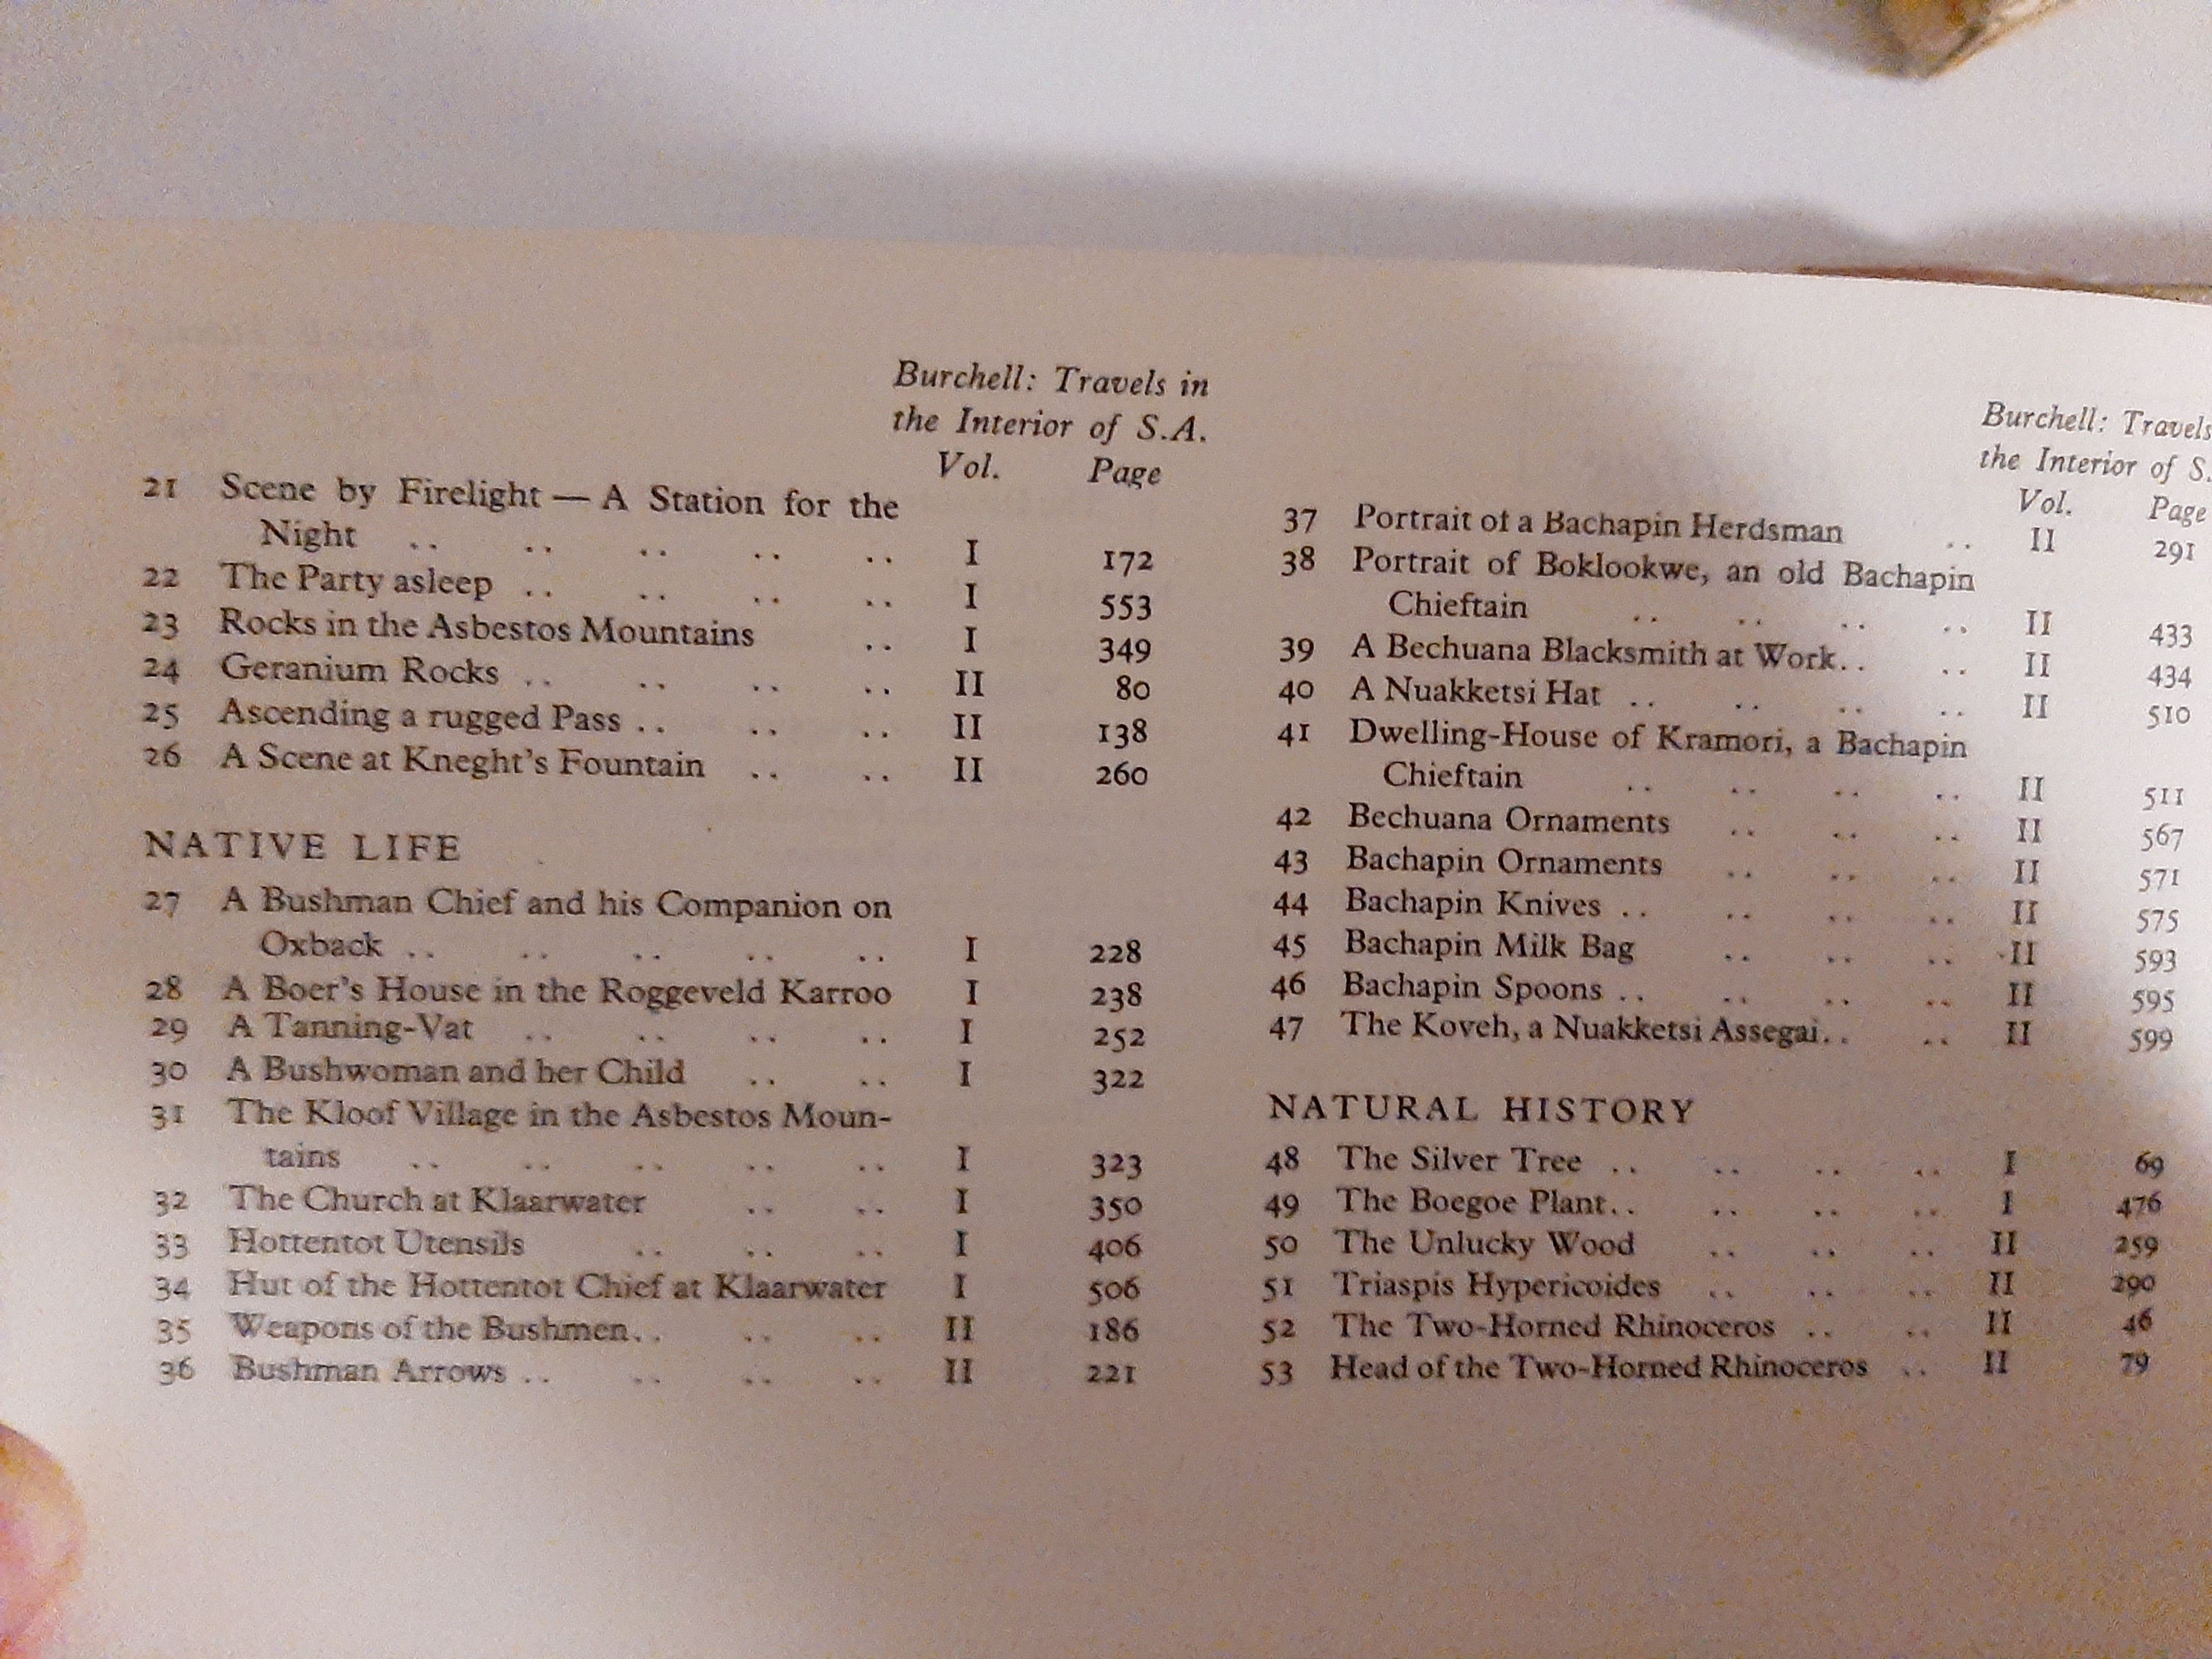 Burchell: Travels in
the Interior of S.A.
Vol. Page
21 Scene by Firelight — A Station for the
Night .. .. .. .. .. I 172
22 The Party asleep .. .. .. .. I 553
23 Rocks in the Asbestos Mountains .. I 349
24 Geranium Rocks .. .. .. .. II 80
25 Ascending a rugged Pass .. .. .. II 138
26 A Scene at Kneght's Fountain .. .. II 260
NATIVE LIFE
27 A Bushman Chief and his Companion on
Oxback .. .. .. .. .. I 228
28 A Boer's House in the Roggeveld Karroo I 238
29 A Tanning-Vat .. .. .. .. I 252
30 A Bushwoman and her Child .. .. I 322
31 The Kloof Village in the Asbestos Moun-
tains .. .. .. .. .. I 323
32 The Church at Klaarwater .. .. I 350
33 Hottentot Utensils .. .. .. I 406
34 Hut of the Hottentot Chief at Klaarwater I 506
35 Weapons of the Bushmen.. .. .. II 186
36 Bushman Arrows .. .. .. .. II 221
Burchell: Travels
the Interior of S.
Vol. Page
37 Portrait of a Bachapin Herdsman .. II 291
38 Portrait of Boklookwe, an old Bachapin
Chieftain .. .. .. .. II 433
39 A Bechuana Blacksmith at Work.. .. II 434
40 A Nuakketsi Hat .. .. .. .. II 510
41 Dwelling-House of Kramori, a Bachapin
Chieftain .. .. .. .. II 511
42 Bechuana Ornaments .. .. .. II 567
43 Bachapin Ornaments .. .. .. II 571
44 Bachapin Knives .. .. .. .. II 575
45 Bachapin Milk Bag .. .. .. II 593
46 Bachapin Spoons .. .. .. .. II 595
47 The Koveh, a Nuakketsi Assegai.. .. II 599
NATURAL HISTORY
48 The Silver Tree .. .. .. .. I 69
49 The Boegoe Plant.. .. .. .. I 476
50 The Unlucky Wood .. .. .. II 259
51 Triaspis Hypericoides .. .. .. II 290
52 The Two-Horned Rhinoceros .. .. II 46
53 Head of the Two-Horned Rhinoceros .. II 79